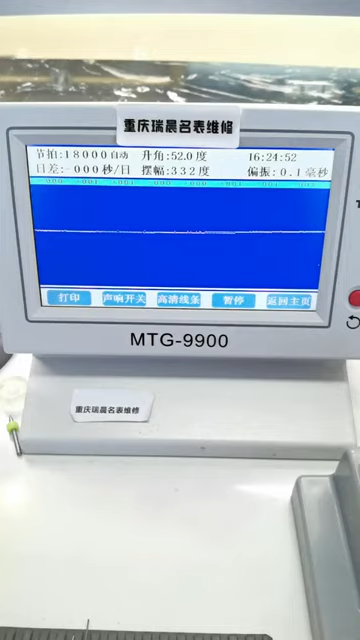 重庆瑞晨名表维修
节拍:18000自动 升角:52.0度 16:24:52
日差:-000秒/日 摆幅:332度 偏振:0.1毫秒
打印 声响开关 高清线条 暂停 返回主页
MTG-9900
重庆瑞晨名表维修